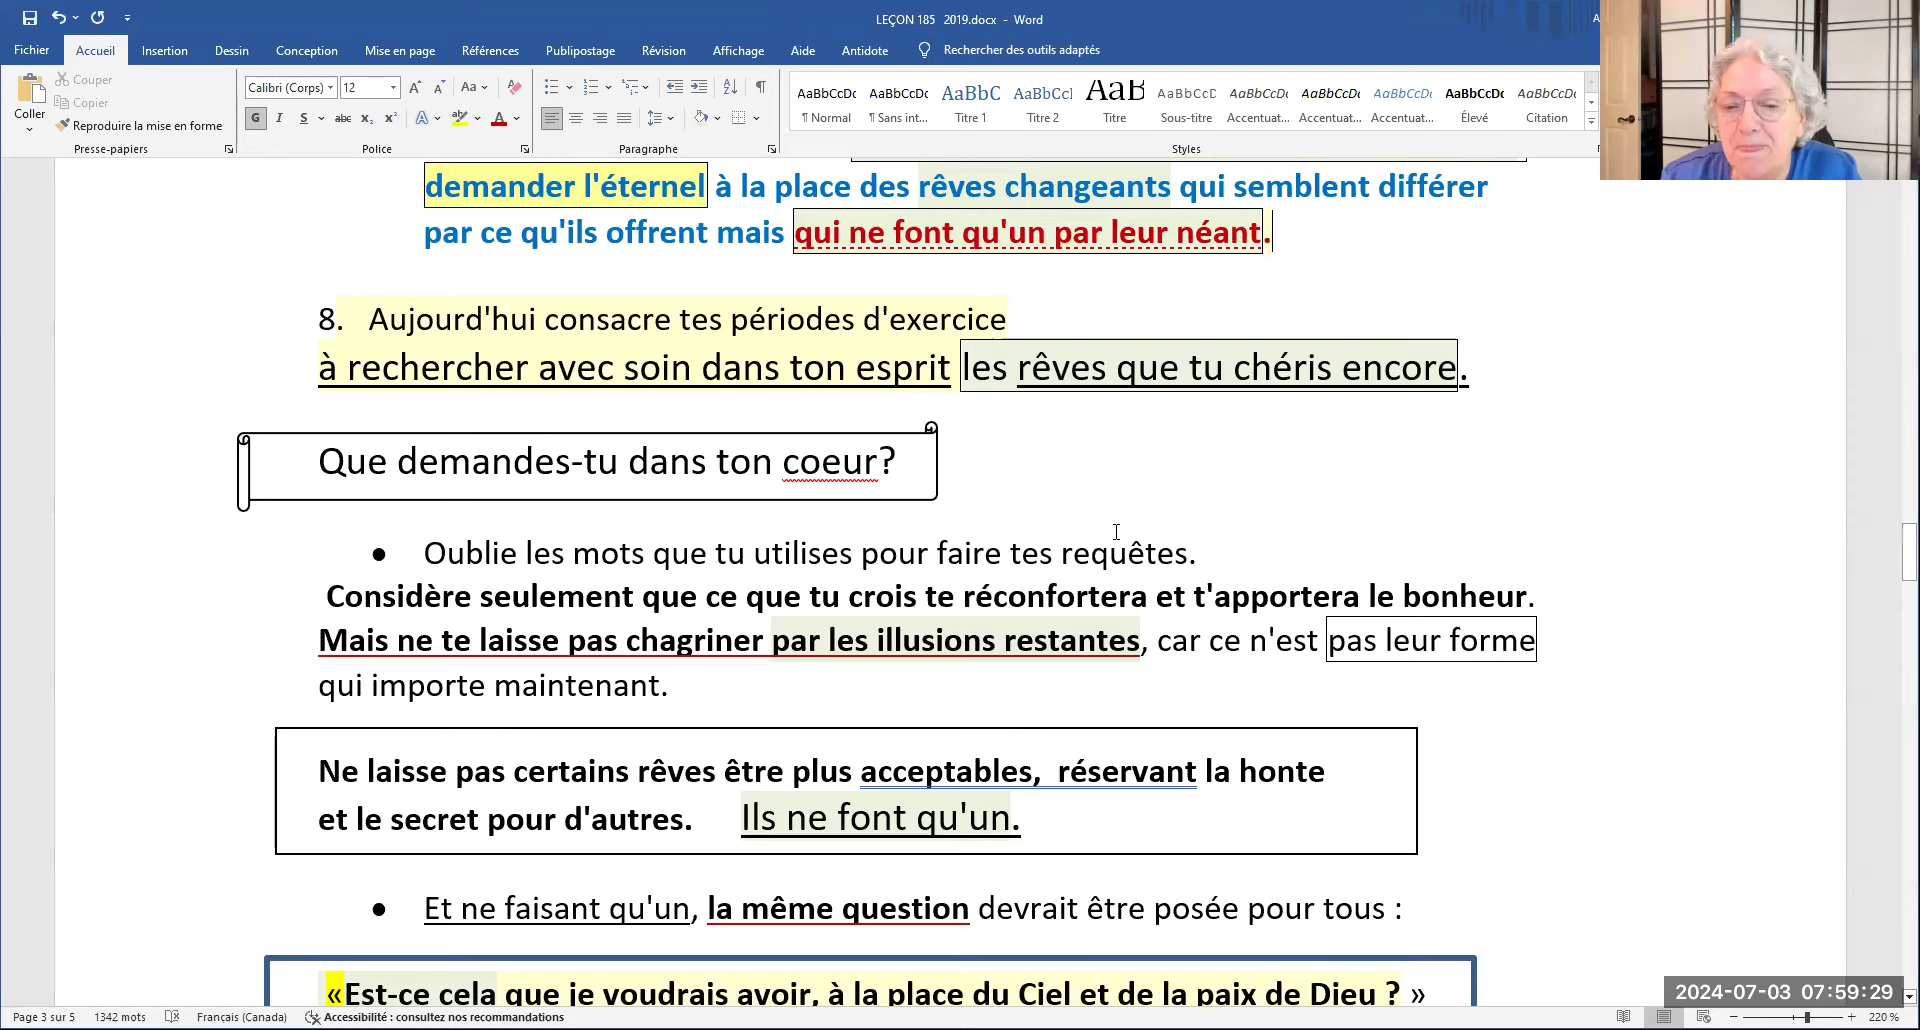 LEÇON 185 2019.docx - Word
Fichier Accueil Insertion Dessin Conception Mise en page Références Publipostage Révision Affichage Aide Antidote Rechercher des outils adaptés
Couper
Copier
Reproduire la mise en forme
Coller
Presse-papiers
Calibri (Corps) 12
G I S abc x₂ x²
Police
Paragraphe
AaBbCcDc AaBbCcDc AaBbC AaBbCcI AaB AaBbCcD AaBbCcDc AaBbCcDc AaBbCcDc AaBbCcDc AaBbCcDc
¶ Normal ¶ Sans int... Titre 1 Titre 2 Titre Sous-titre Accentuat... Accentuat... Accentuat... Élevé Citation
Styles
demander l'éternel à la place des rêves changeants qui semblent différer
par ce qu'ils offrent mais qui ne font qu'un par leur néant.
8. Aujourd'hui consacre tes périodes d'exercice
à rechercher avec soin dans ton esprit les rêves que tu chéris encore.
Que demandes-tu dans ton coeur?
• Oublie les mots que tu utilises pour faire tes requêtes.
Considère seulement que ce que tu crois te réconfortera et t'apportera le bonheur.
Mais ne te laisse pas chagriner par les illusions restantes, car ce n'est pas leur forme
qui importe maintenant.
Ne laisse pas certains rêves être plus acceptables, réservant la honte
et le secret pour d'autres. Ils ne font qu'un.
• Et ne faisant qu'un, la même question devrait être posée pour tous :
«Est-ce cela que je voudrais avoir, à la place du Ciel et de la paix de Dieu ? »
2024-07-03 07:59:29
Page 3 sur 5 1342 mots Français (Canada) Accessibilité : consultez nos recommandations 220 %